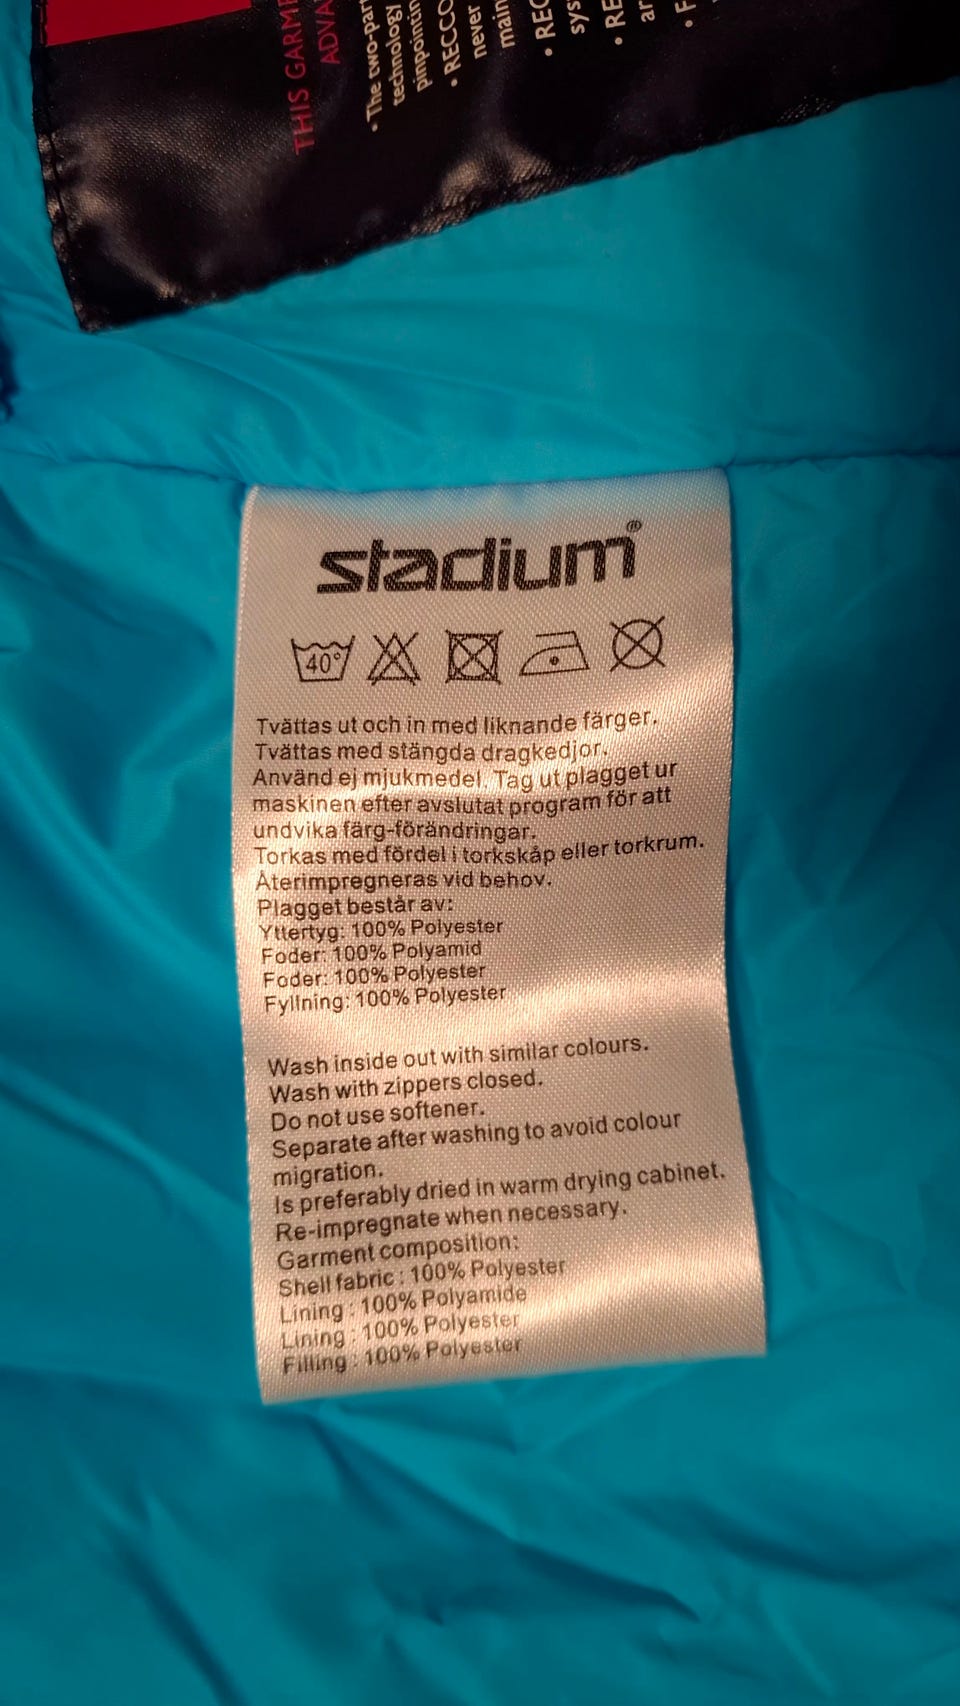 THIS GARME
ADVA
• The two-par
technology
pinpointin
• RECCO
never
main
• REC
sys
• RE
ar
• F
stadium®
40°
Tvättas ut och in med liknande färger.
Tvättas med stängda dragkedjor.
Använd ej mjukmedel. Tag ut plagget ur
maskinen efter avslutat program för att
undvika färg-förändringar.
Torkas med fördel i torkskåp eller torkrum.
Återimpregneras vid behov.
Plagget består av:
Yttertyg: 100% Polyester
Foder: 100% Polyamid
Foder: 100% Polyester
Fyllning: 100% Polyester
Wash inside out with similar colours.
Wash with zippers closed.
Do not use softener.
Separate after washing to avoid colour
migration.
Is preferably dried in warm drying cabinet.
Re-impregnate when necessary.
Garment composition:
Shell fabric : 100% Polyester
Lining : 100% Polyamide
Lining : 100% Polyester
Filling : 100% Polyester